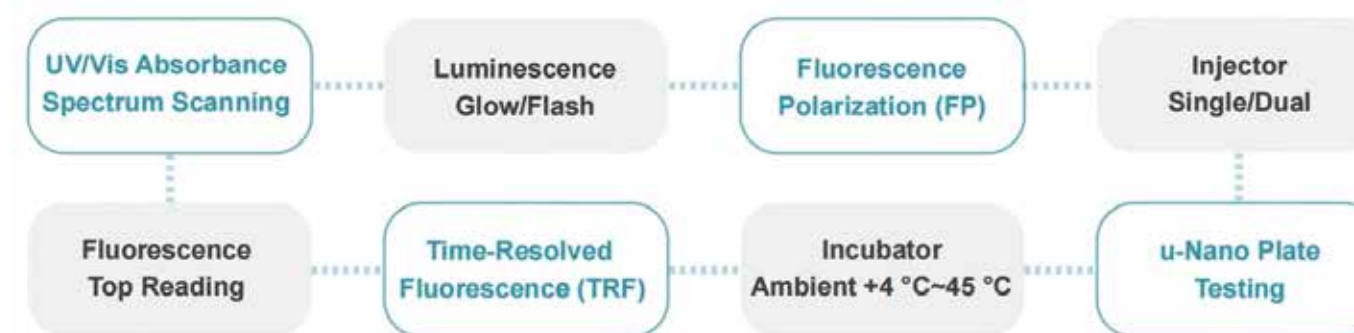 UV/Vis Absorbance
Spectrum Scanning
Luminescence
Glow/Flash
Fluorescence
Polarization (FP)
Injector
Single/Dual
Fluorescence
Top Reading
Time-Resolved
Fluorescence (TRF)
Incubator
Ambient +4 °C~45 °C
u-Nano Plate
Testing